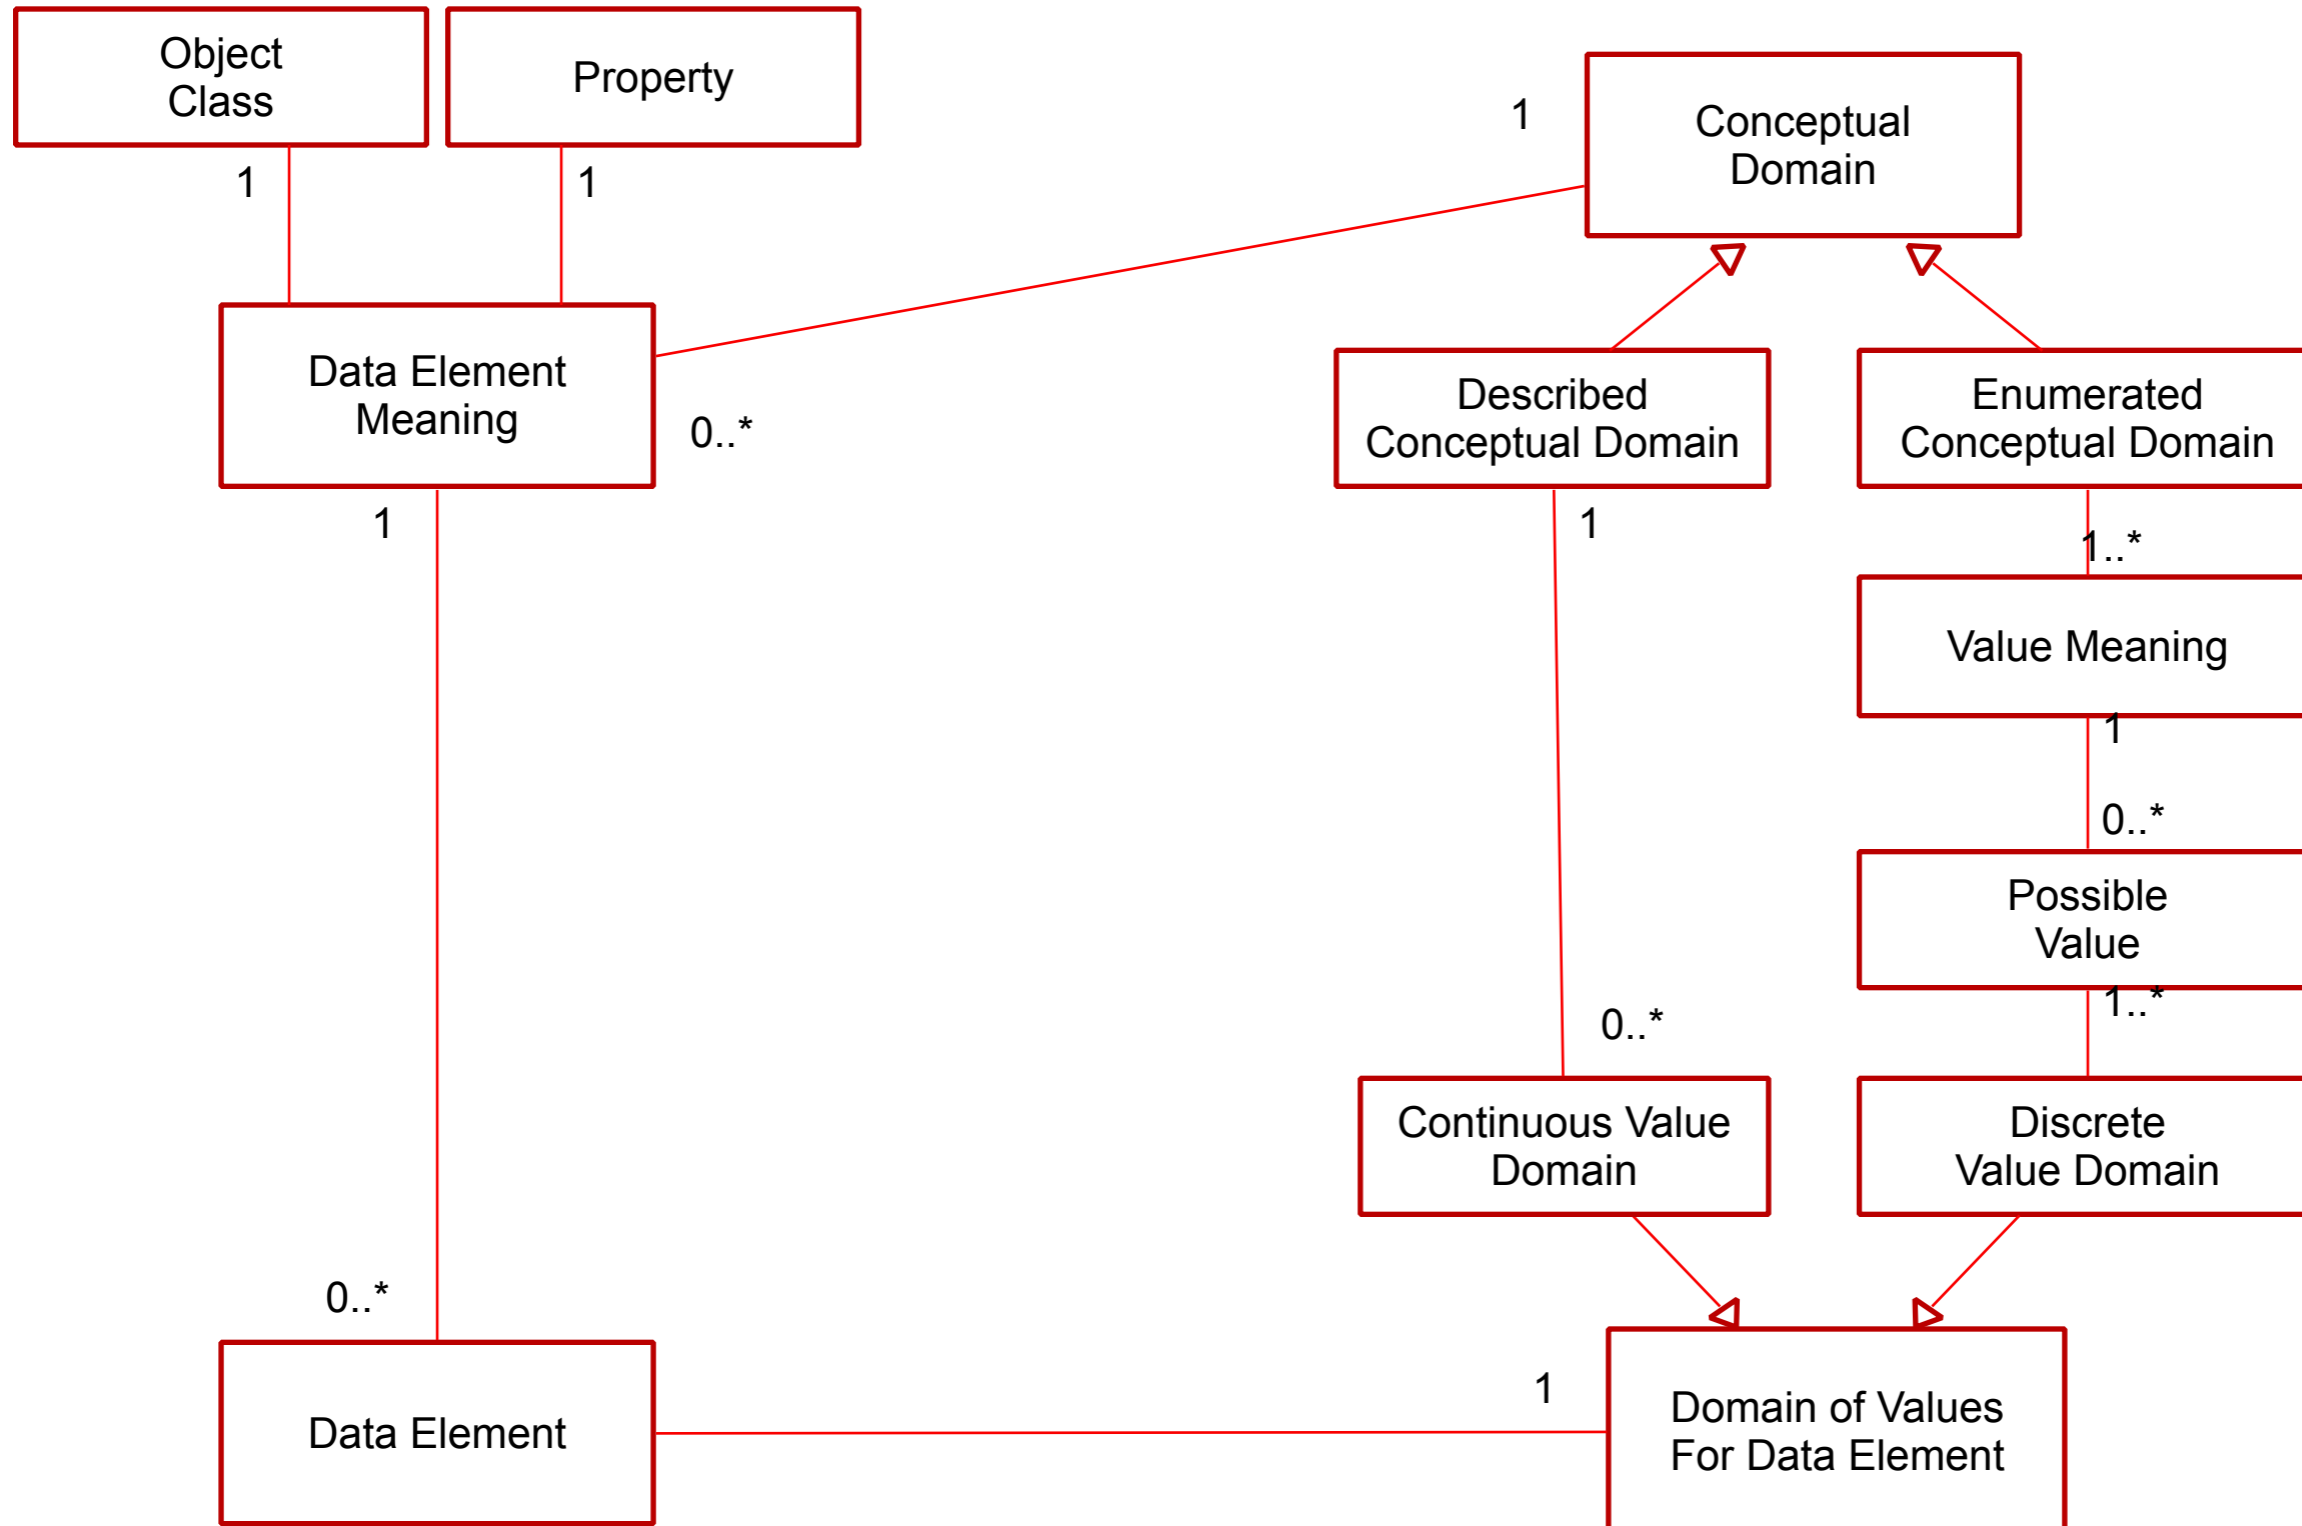 Object
Class
Property
1
1
1
Conceptual
Domain
Data Element
Meaning
0..*
Described
Conceptual Domain
Enumerated
Conceptual Domain
1
1
1..*
Value Meaning
1
0..*
Possible
Value
1..*
0..*
Continuous Value
Domain
Discrete
Value Domain
0..*
Data Element
1
Domain of Values
For Data Element